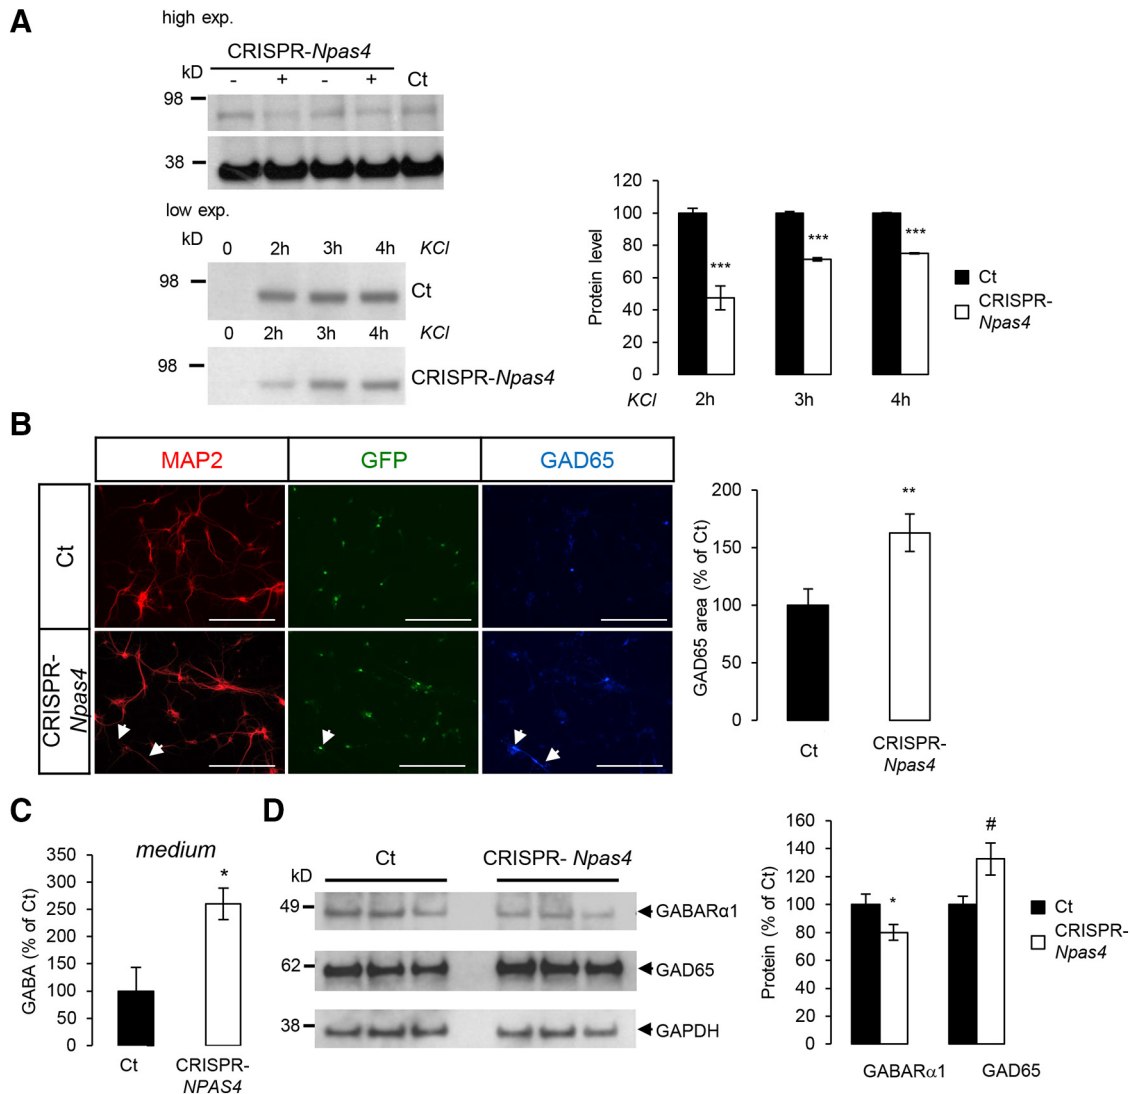 A
high exp.
CRISPR-Npas4
kD - + - + Ct
98
38
low exp.
kD 0 2h 3h 4h KCl
98
Ct
0 2h 3h 4h KCl
98
CRISPR-Npas4
120
100
80
60
40
20
0
Protein level
***
***
***
KCl 2h 3h 4h
Ct
CRISPR-
Npas4
B
MAP2 GFP GAD65
Ct
CRISPR-
Npas4
200
150
100
50
0
GAD65 area (% of Ct)
**
Ct
CRISPR-
Npas4
C
medium
350
300
250
200
150
100
50
0
GABA (% of Ct)
*
Ct
CRISPR-
NPAS4
D
Ct CRISPR- Npas4
kD
49
GABARα1
62
GAD65
38
GAPDH
160
140
120
100
80
60
40
20
0
Protein (% of Ct)
*
#
GABARα1 GAD65
Ct
CRISPR-
Npas4